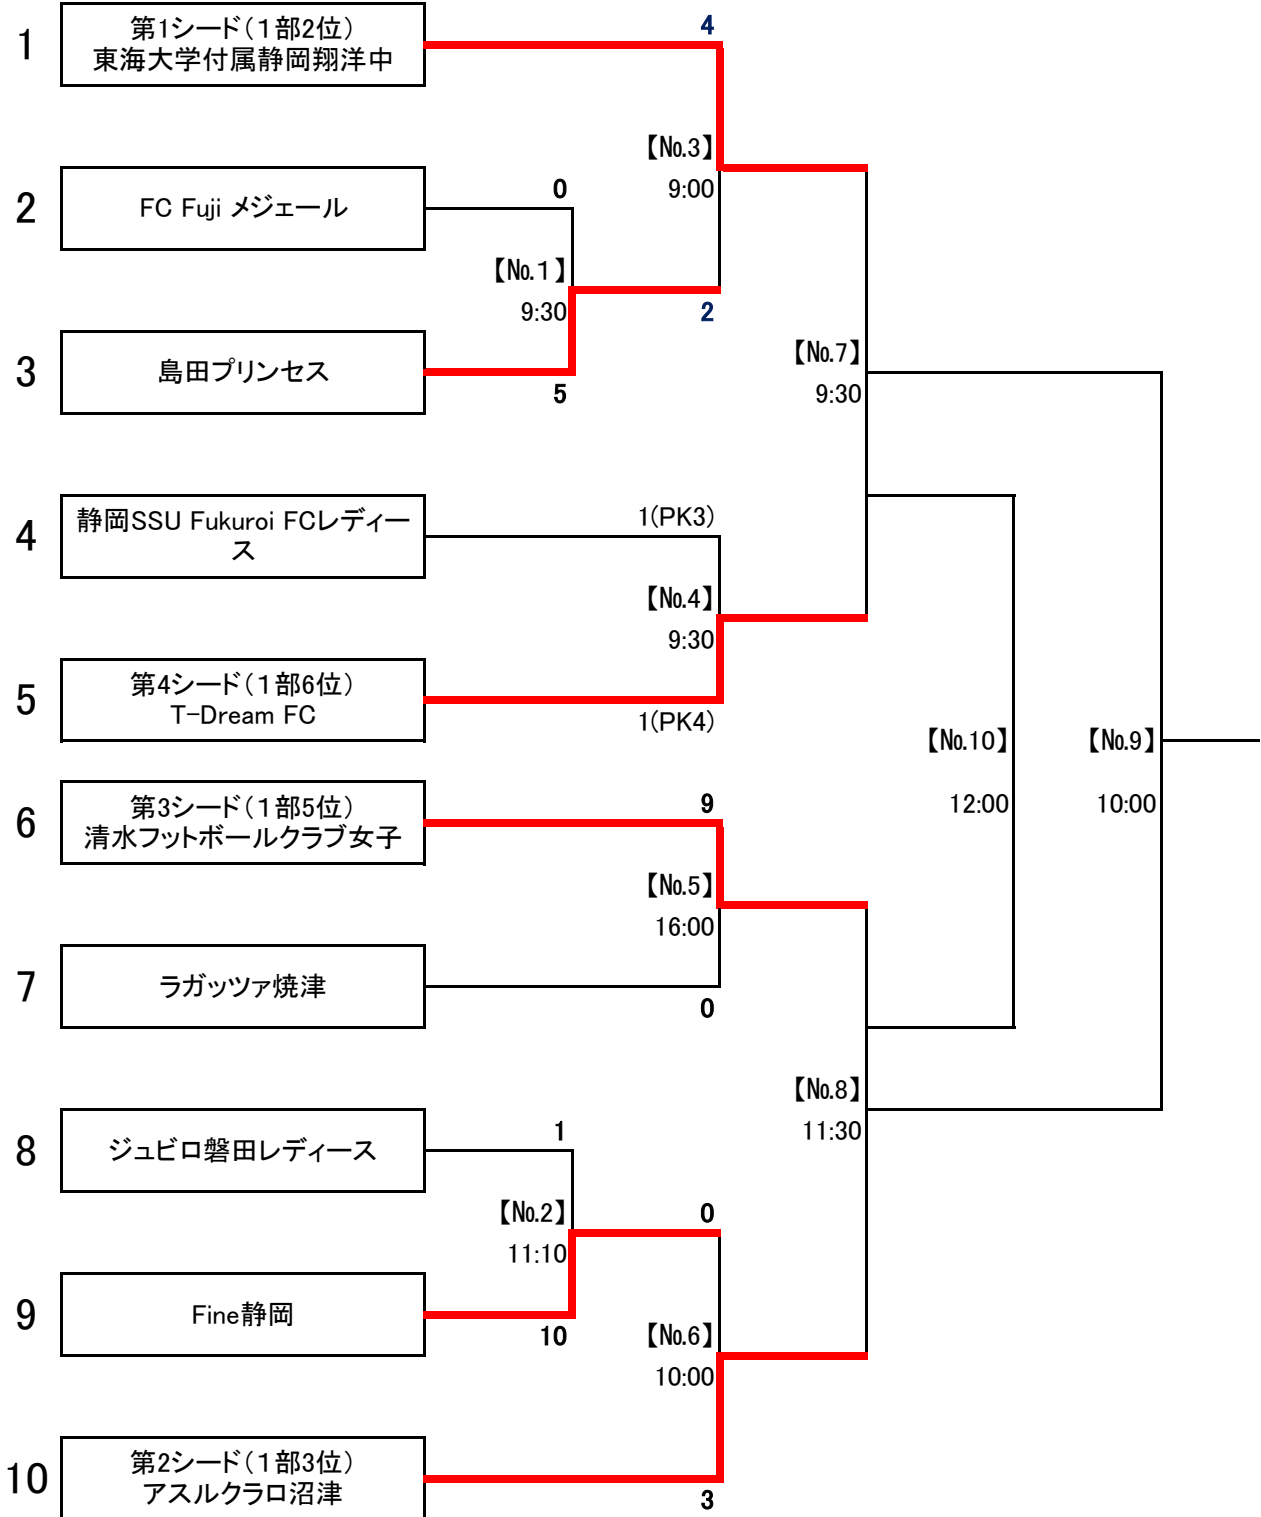 1
第1シード（１部2位）
東海大学付属静岡翔洋中
4
【No.3】
9:00
2
FC Fuji メジェール
0
【No.１】
9:30
2
3
島田プリンセス
5
【No.7】
9:30
4
静岡SSU Fukuroi FCレディー
ス
1(PK3)
【No.4】
9:30
5
第4シード（１部6位）
T-Dream FC
1(PK4)
【No.10】
12:00
【No.9】
10:00
6
第3シード（１部5位）
清水フットボールクラブ女子
9
【No.5】
16:00
7
ラガッツァ焼津
0
【No.8】
11:30
8
ジュビロ磐田レディース
1
【No.2】
11:10
0
9
Fine静岡
10
【No.6】
10:00
10
第2シード（１部3位）
アスルクラロ沼津
3